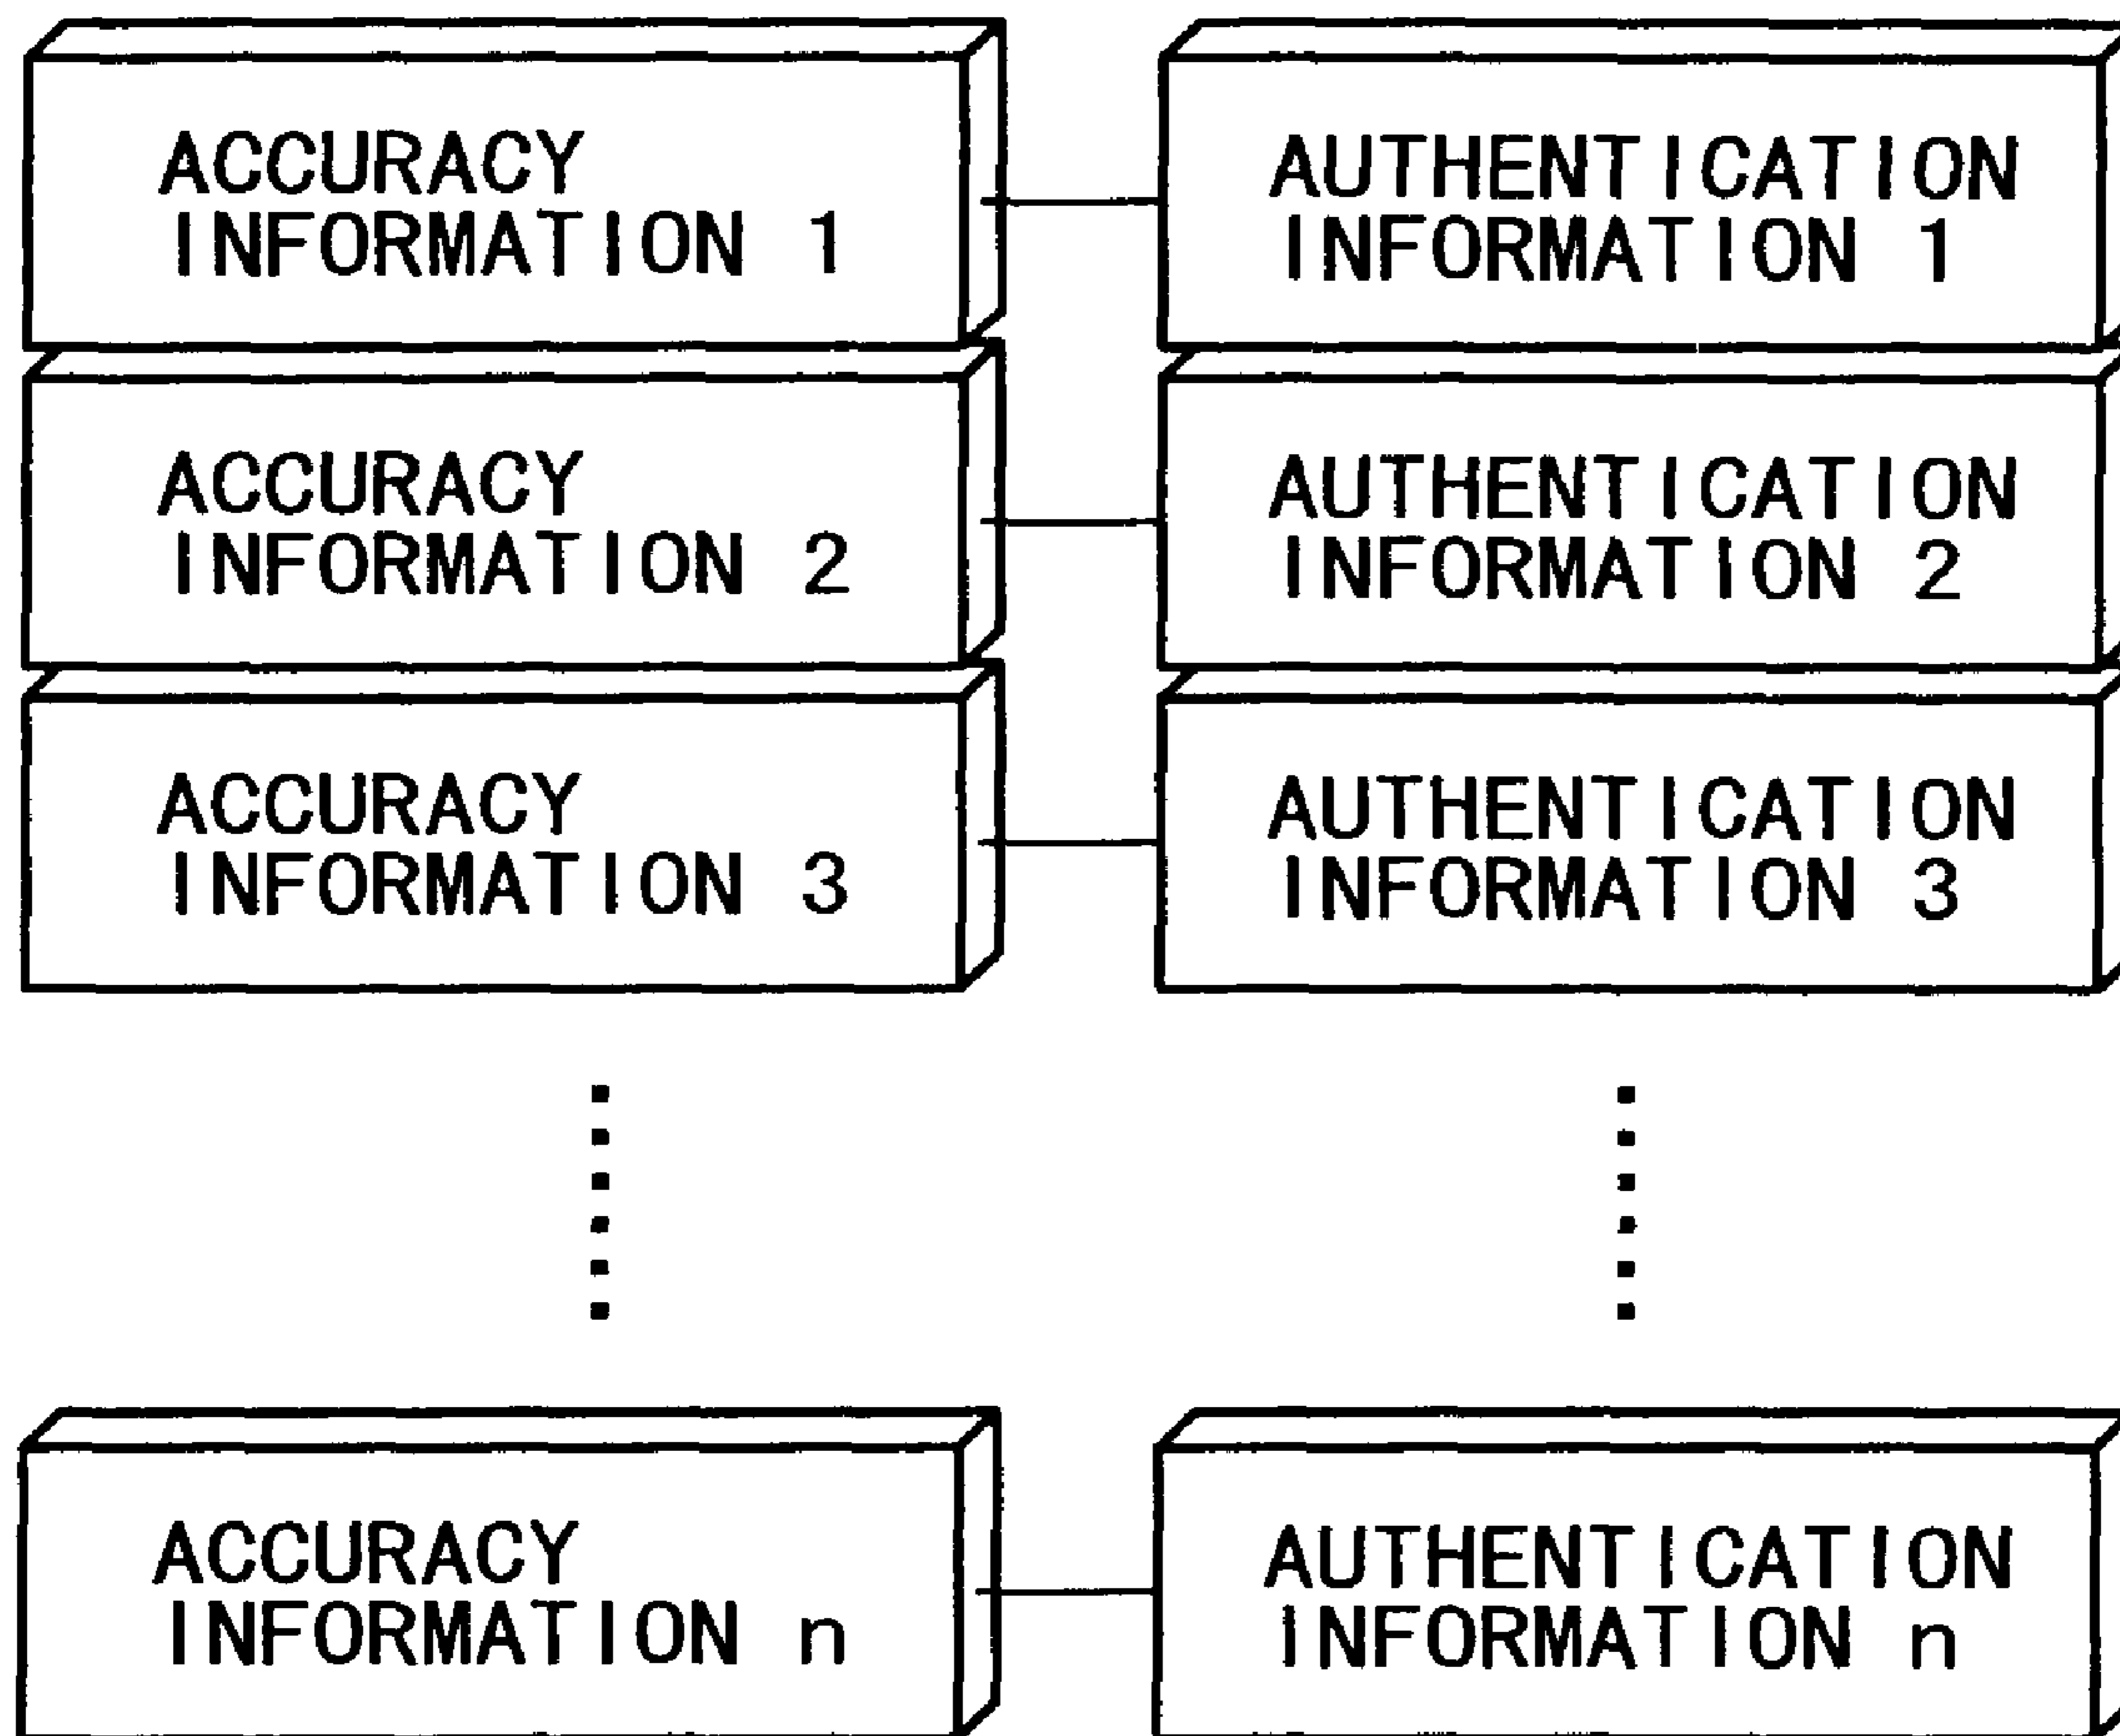 ACCURACY
INFORMATION 1
AUTHENTICATION
INFORMATION 1
ACCURACY
INFORMATION 2
AUTHENTICATION
INFORMATION 2
ACCURACY
INFORMATION 3
AUTHENTICATION
INFORMATION 3
ACCURACY
INFORMATION n
AUTHENTICATION
INFORMATION n